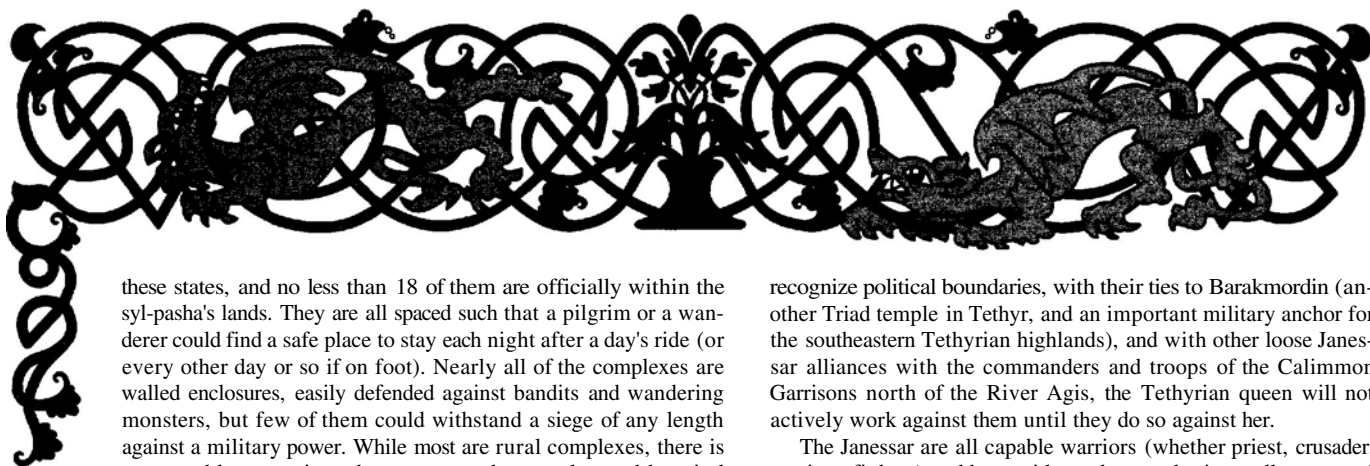 these states, and no less than 18 of them are officially within the
syl-pasha's lands. They are all spaced such that a pilgrim or a wan-
derer could find a safe place to stay each night after a day's ride (or
every other day or so if on foot). Nearly all of the complexes are
walled enclosures, easily defended against bandits and wandering
monsters, but few of them could withstand a siege of any length
against a military power. While most are rural complexes, there is
recognize political boundaries, with their ties to Barakmordin (an-
other Triad temple in Tethyr, and an important military anchor for
the southeastern Tethyrian highlands), and with other loose Janes-
sar alliances with the commanders and troops of the Calimmon
Garrisons north of the River Agis, the Tethyrian queen will not
actively work against them until they do so against her.
The Janessar are all capable warriors (whether priest, crusader,